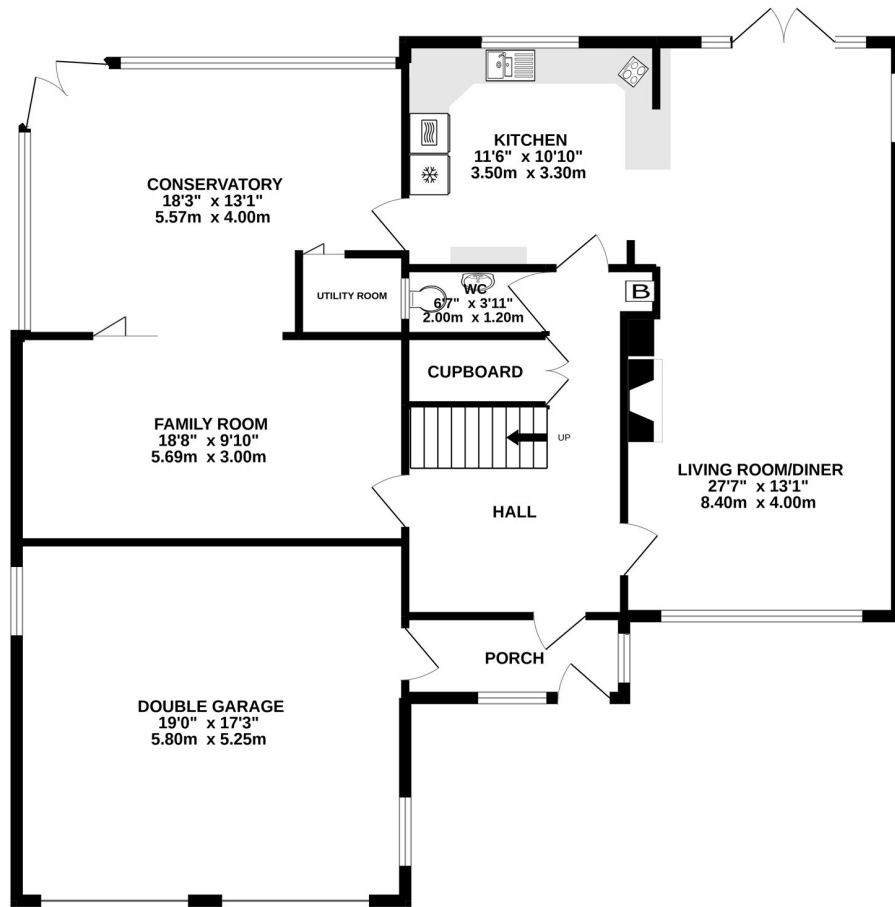 KITCHEN
11'6" x 10'10"
3.50m x 3.30m
CONSERVATORY
18'3" x 13'1"
5.57m x 4.00m
UTILITY ROOM
WC
6'7" x 3'11"
2.00m x 1.20m
B
CUPBOARD
FAMILY ROOM
18'8" x 9'10"
5.69m x 3.00m
UP
LIVING ROOM/DINER
27'7" x 13'1"
8.40m x 4.00m
HALL
PORCH
DOUBLE GARAGE
19'0" x 17'3"
5.80m x 5.25m